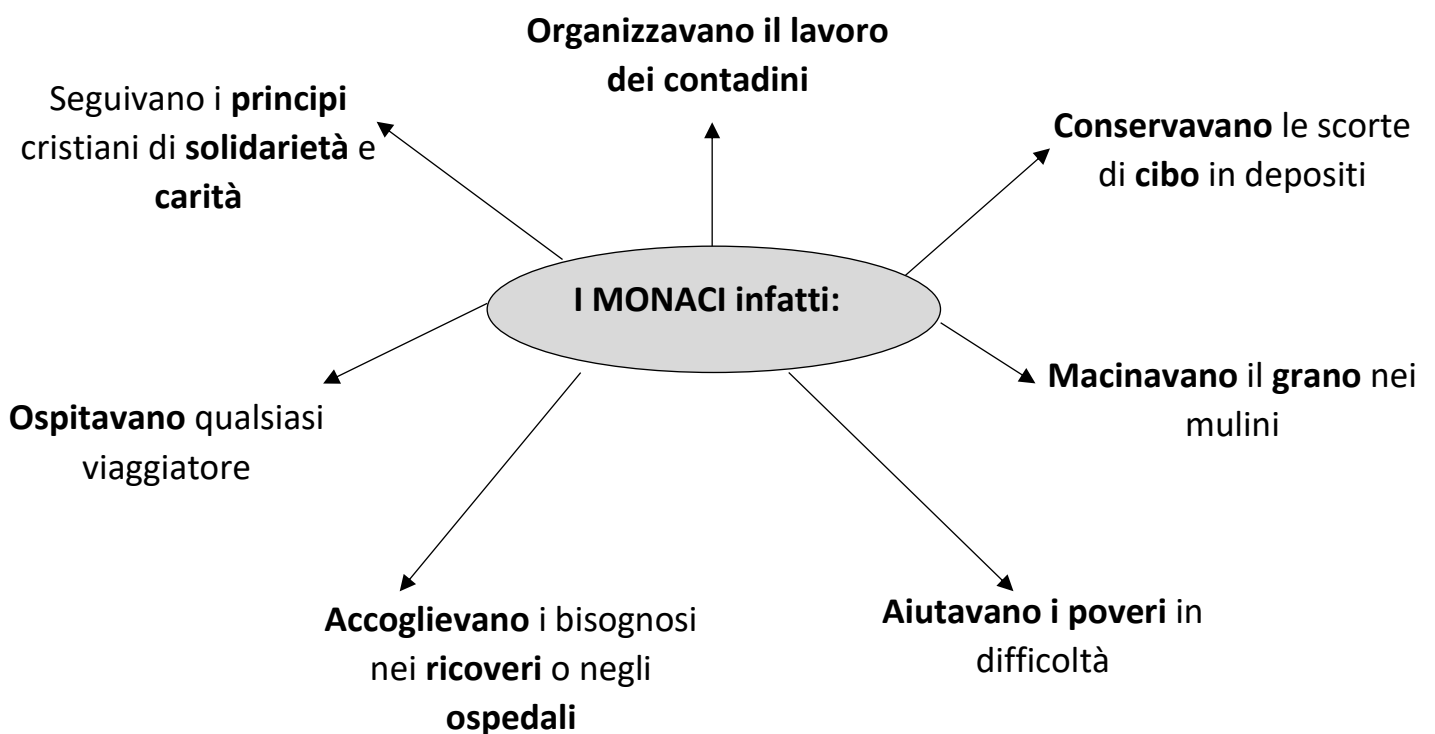 Organizzavano il lavoro
dei contadini
Seguivano i principi
cristiani di solidarietà e
carità
Conservavano le scorte
di cibo in depositi
I MONACI infatti:
Macinavano il grano nei
mulini
Ospitavano qualsiasi
viaggiatore
Accoglievano i bisognosi
nei ricoveri o negli
ospedali
Aiutavano i poveri in
difficoltà